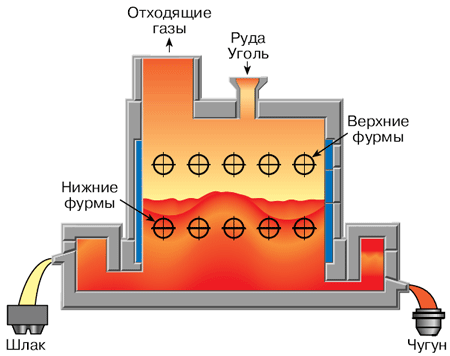 Отходящие
газы
Руда
Уголь
Верхние
фурмы
Нижние
фурмы
Шлак
Чугун